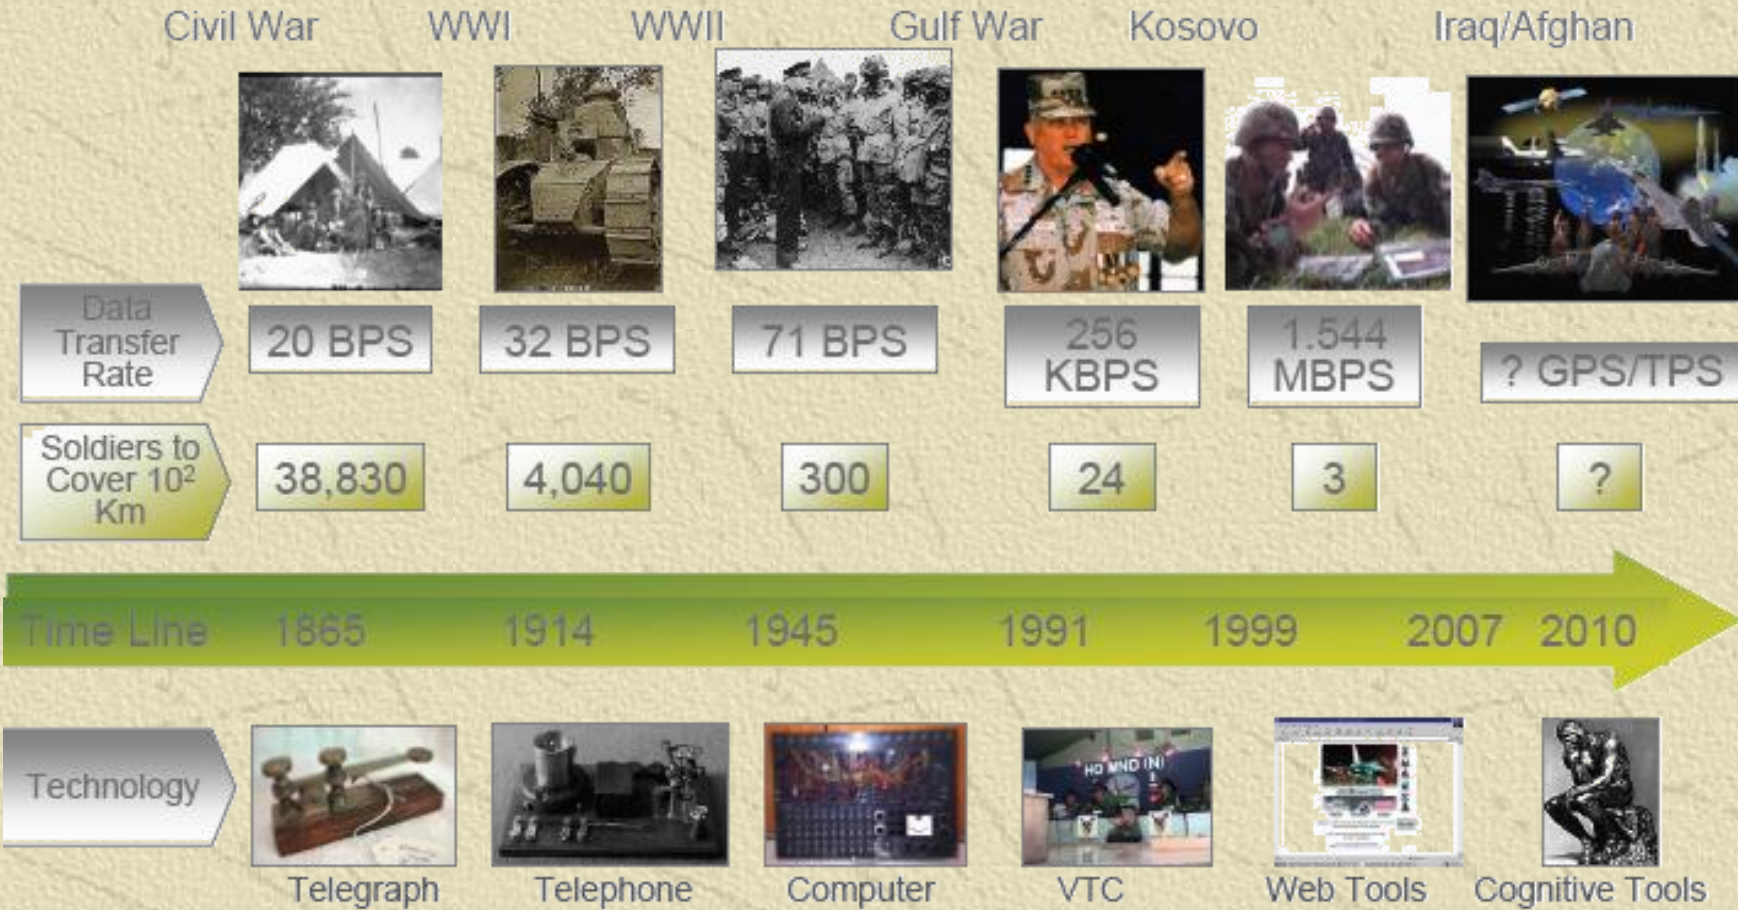 Civil War WWI WWII Gulf War Kosovo Iraq/Afghan
Data
Transfer
Rate
20 BPS 32 BPS 71 BPS 256 KBPS 1.544 MBPS ? GPS/TPS
Soldiers to
Cover 10² Km
38,830 4,040 300 24 3 ?
Time Line 1865 1914 1945 1991 1999 2007 2010
Technology
HQ MND (N)
Telegraph Telephone Computer VTC Web Tools Cognitive Tools